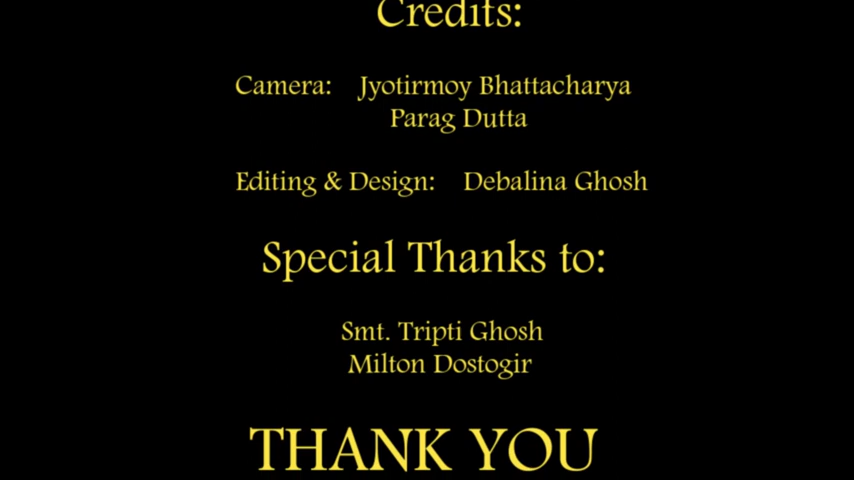 Credits:
Camera: Jyotirmoy Bhattacharya
Parag Dutta
Editing & Design: Debalina Ghosh
Special Thanks to:
Smt. Tripti Ghosh
Milton Dostogir
THANK YOU